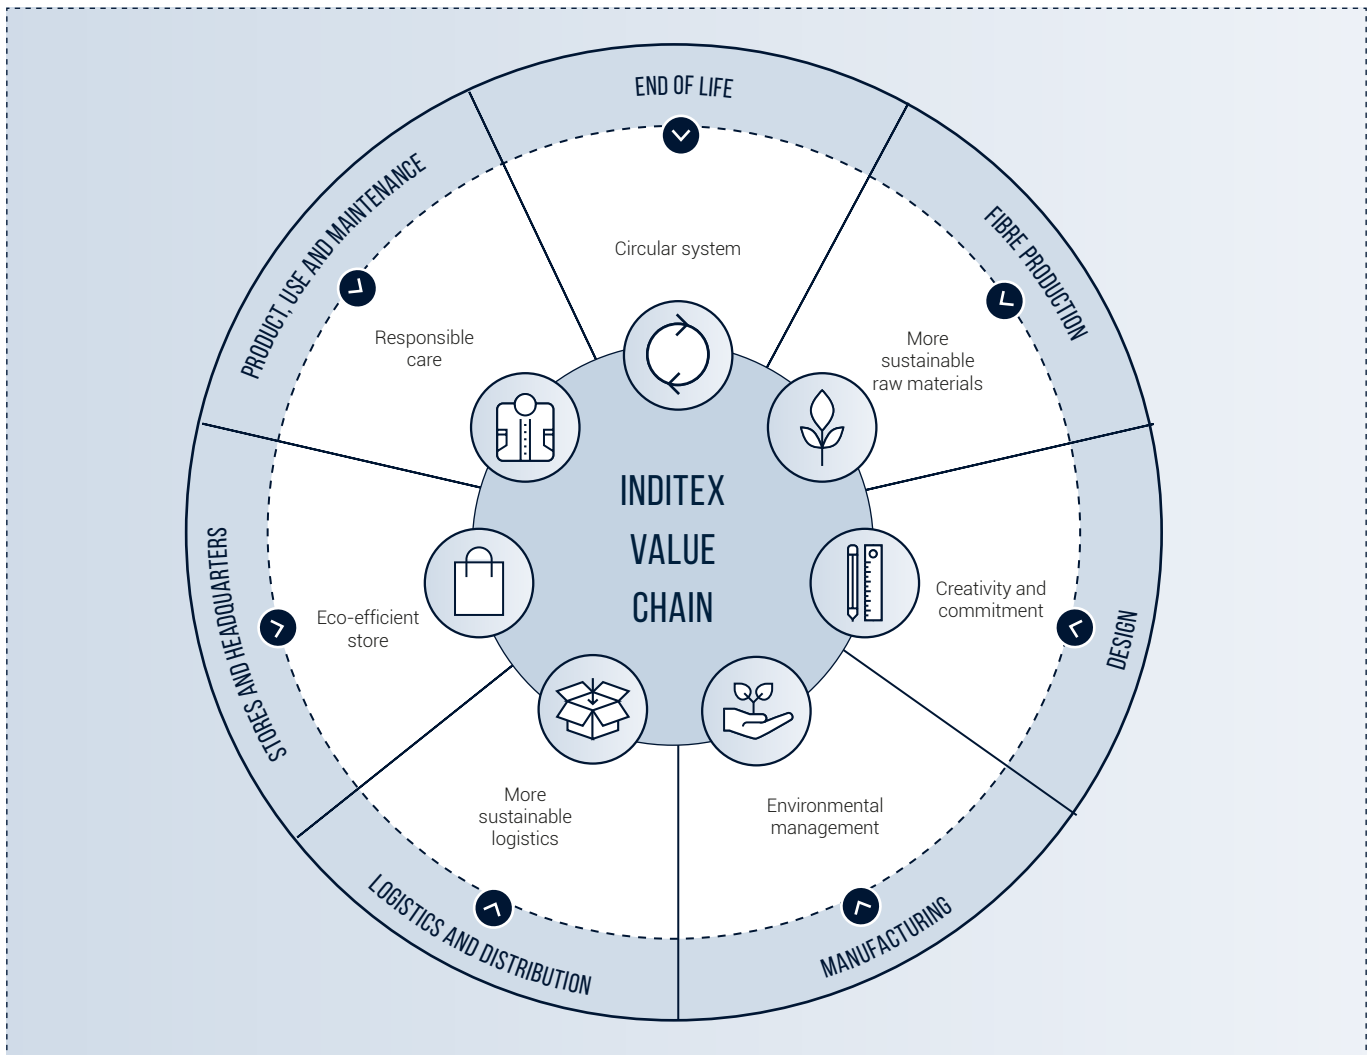 END OF LIFE
Circular system
FIBRE PRODUCTION
More
sustainable
raw materials
DESIGN
Creativity and
commitment
MANUFACTURING
Environmental
management
LOGISTICS AND DISTRIBUTION
More
sustainable
logistics
STORES AND HEADQUARTERS
Eco-efficient
store
PRODUCT, USE AND MAINTENANCE
Responsible
care
INDITEX
VALUE
CHAIN